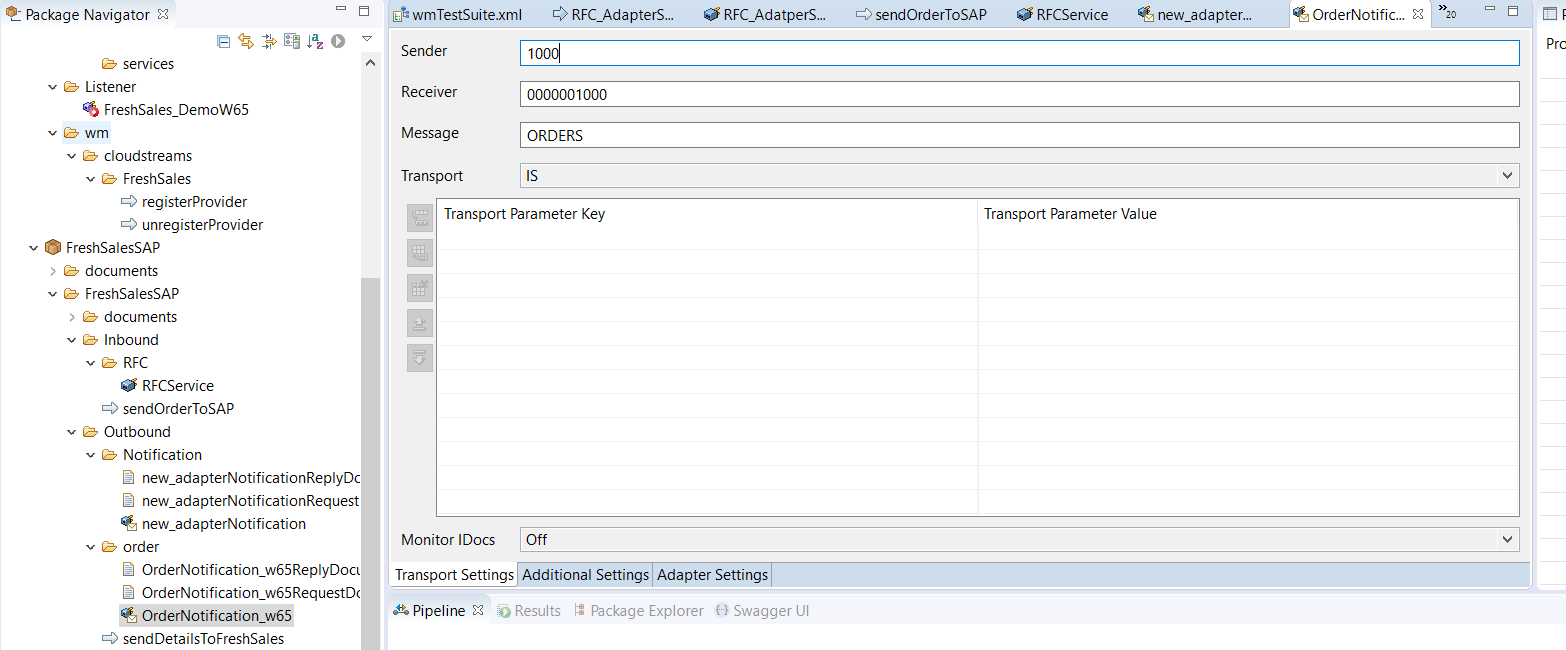 Package Navigator
services
Listener
FreshSales_DemoW65
wm
cloudstreams
FreshSales
registerProvider
unregisterProvider
FreshSalesSAP
documents
FreshSalesSAP
documents
Inbound
RFC
RFCService
sendOrderToSAP
Outbound
Notification
new_adapterNotificationReplyDo
new_adapterNotificationRequest
new_adapterNotification
order
OrderNotification_w65ReplyDocu
OrderNotification_w65RequestDo
OrderNotification_w65
sendDetailsToFreshSales
wmTestSuite.xml RFC_AdapterS... RFC_AdatperS... sendOrderToSAP RFCService new_adapter... OrderNotific... »20
Sender 1000
Receiver 0000001000
Message ORDERS
Transport IS
Transport Parameter Key Transport Parameter Value
Monitor IDocs Off
Transport Settings Additional Settings Adapter Settings
Pipeline Results Package Explorer Swagger UI
Pro